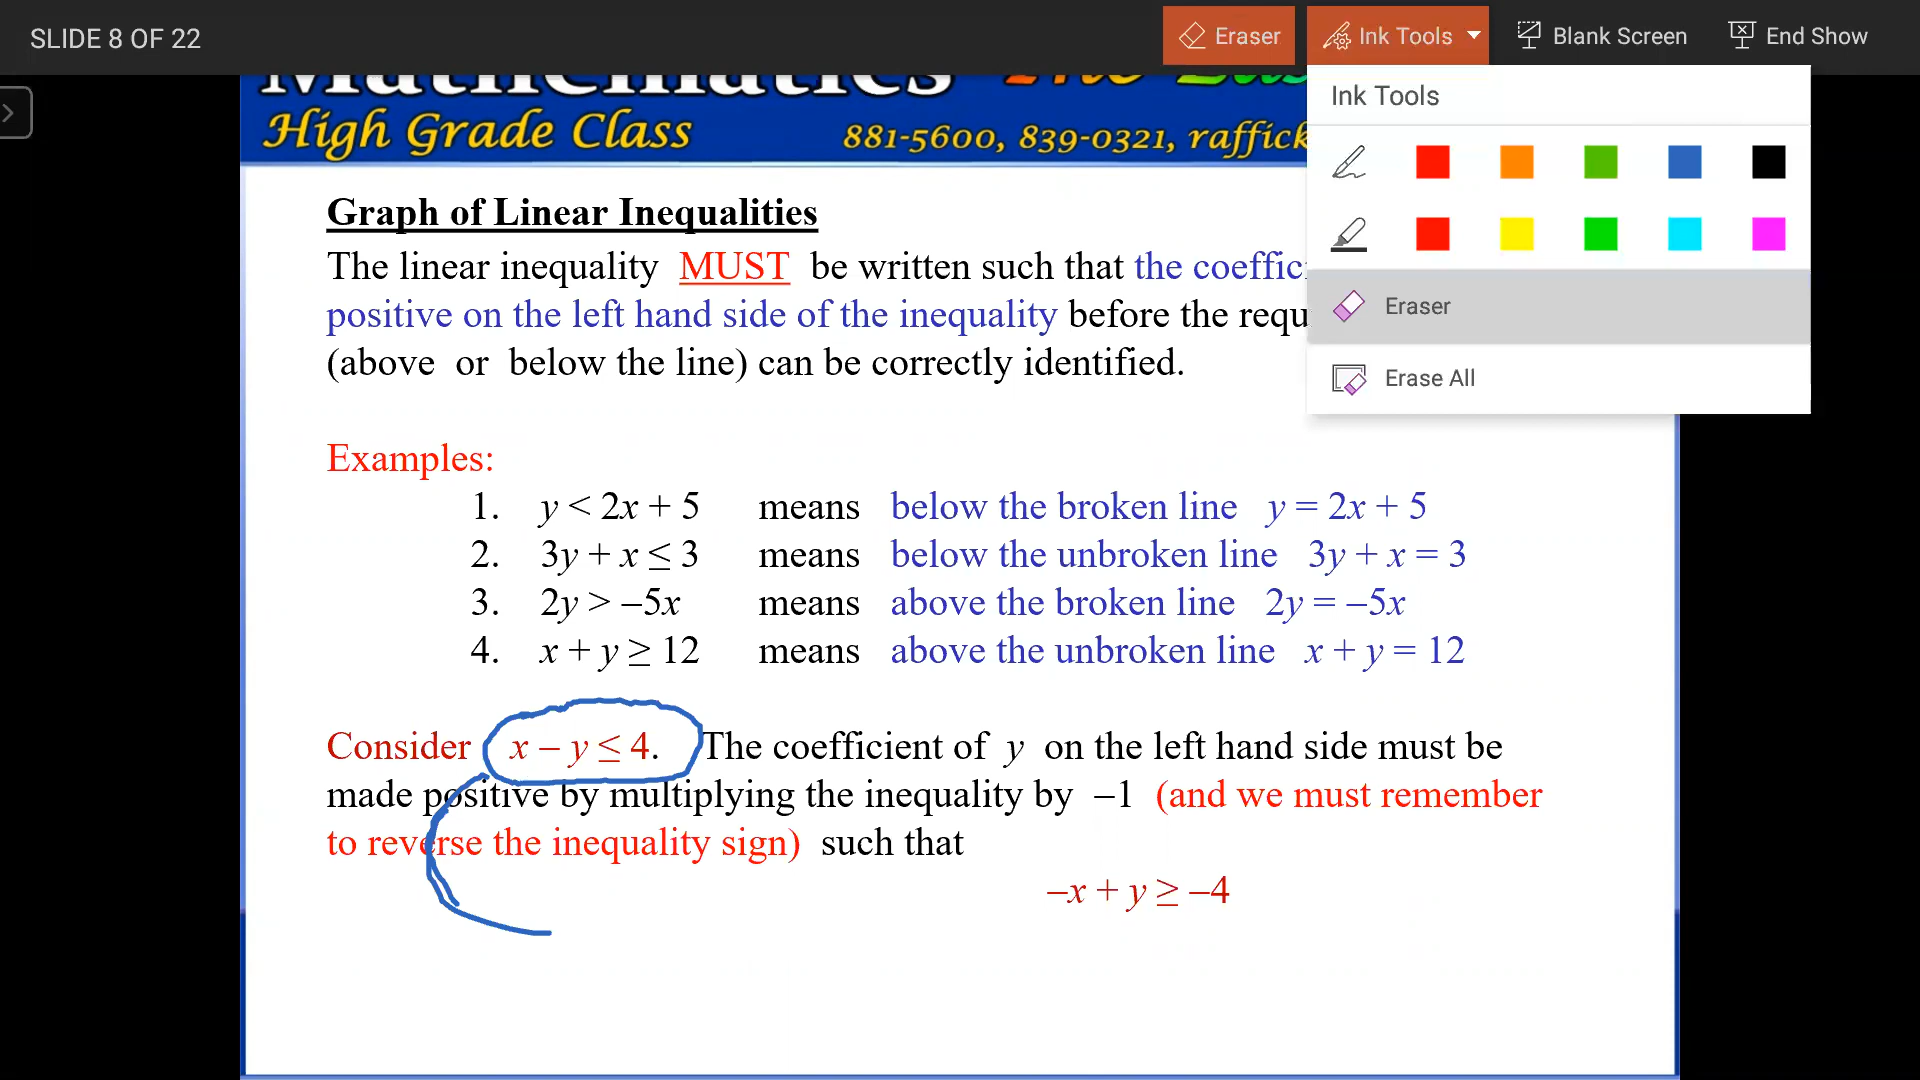 SLIDE 8 OF 22
Eraser
Ink Tools
Blank Screen
End Show
Mathematics
High Grade Class
881-5600, 839-0321, raffick
Ink Tools
Eraser
Erase All
Graph of Linear Inequalities
The linear inequality MUST be written such that the coeffici
positive on the left hand side of the inequality before the requ
(above or below the line) can be correctly identified.
Examples:
1. y < 2x + 5 means below the broken line y = 2x + 5
2. 3y + x ≤ 3 means below the unbroken line 3y + x = 3
3. 2y > –5x means above the broken line 2y = –5x
4. x + y ≥ 12 means above the unbroken line x + y = 12
Consider x – y ≤ 4. The coefficient of y on the left hand side must be
made positive by multiplying the inequality by –1 (and we must remember
to reverse the inequality sign) such that
–x + y ≥ –4